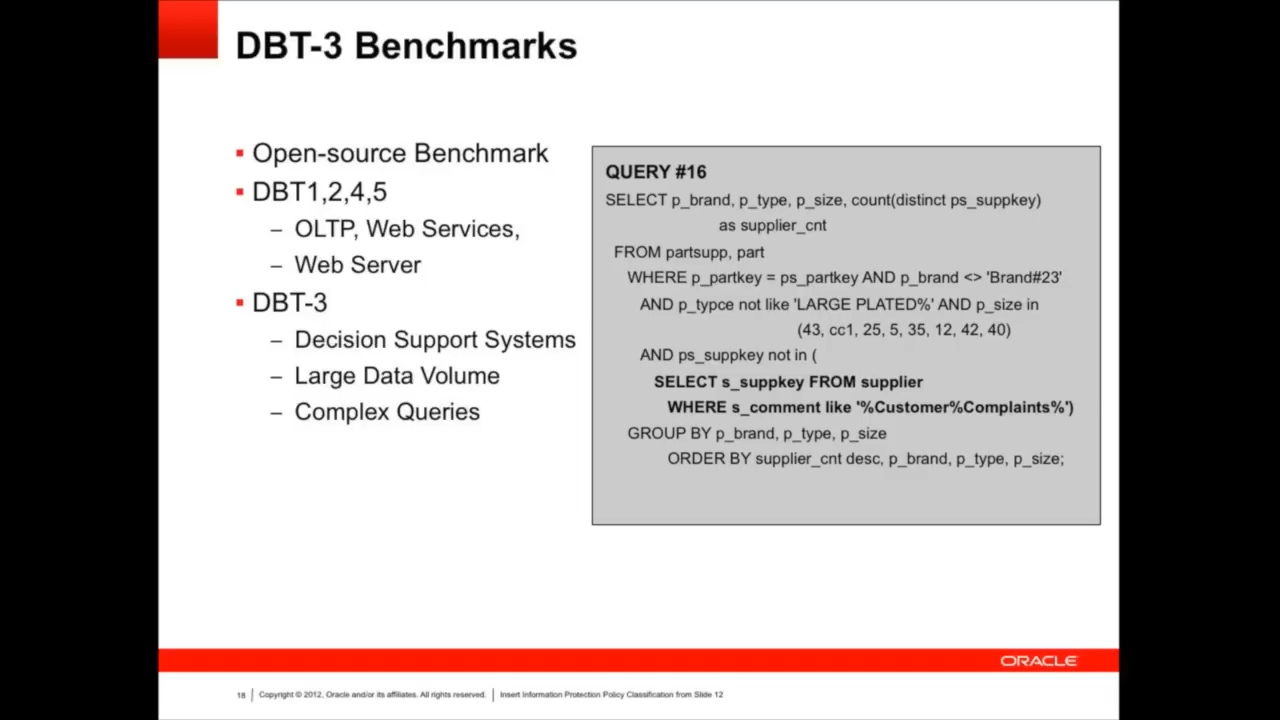 DBT-3 Benchmarks
▪ Open-source Benchmark
▪ DBT1,2,4,5
– OLTP, Web Services,
– Web Server
▪ DBT-3
– Decision Support Systems
– Large Data Volume
– Complex Queries
QUERY #16
SELECT p_brand, p_type, p_size, count(distinct ps_suppkey)
as supplier_cnt
FROM partsupp, part
WHERE p_partkey = ps_partkey AND p_brand <> 'Brand#23'
AND p_typce not like 'LARGE PLATED%' AND p_size in
(43, cc1, 25, 5, 35, 12, 42, 40)
AND ps_suppkey not in (
SELECT s_suppkey FROM supplier
WHERE s_comment like '%Customer%Complaints%')
GROUP BY p_brand, p_type, p_size
ORDER BY supplier_cnt desc, p_brand, p_type, p_size;
ORACLE
18 | Copyright © 2012, Oracle and/or its affiliates. All rights reserved. | Insert Information Protection Policy Classification from Slide 12